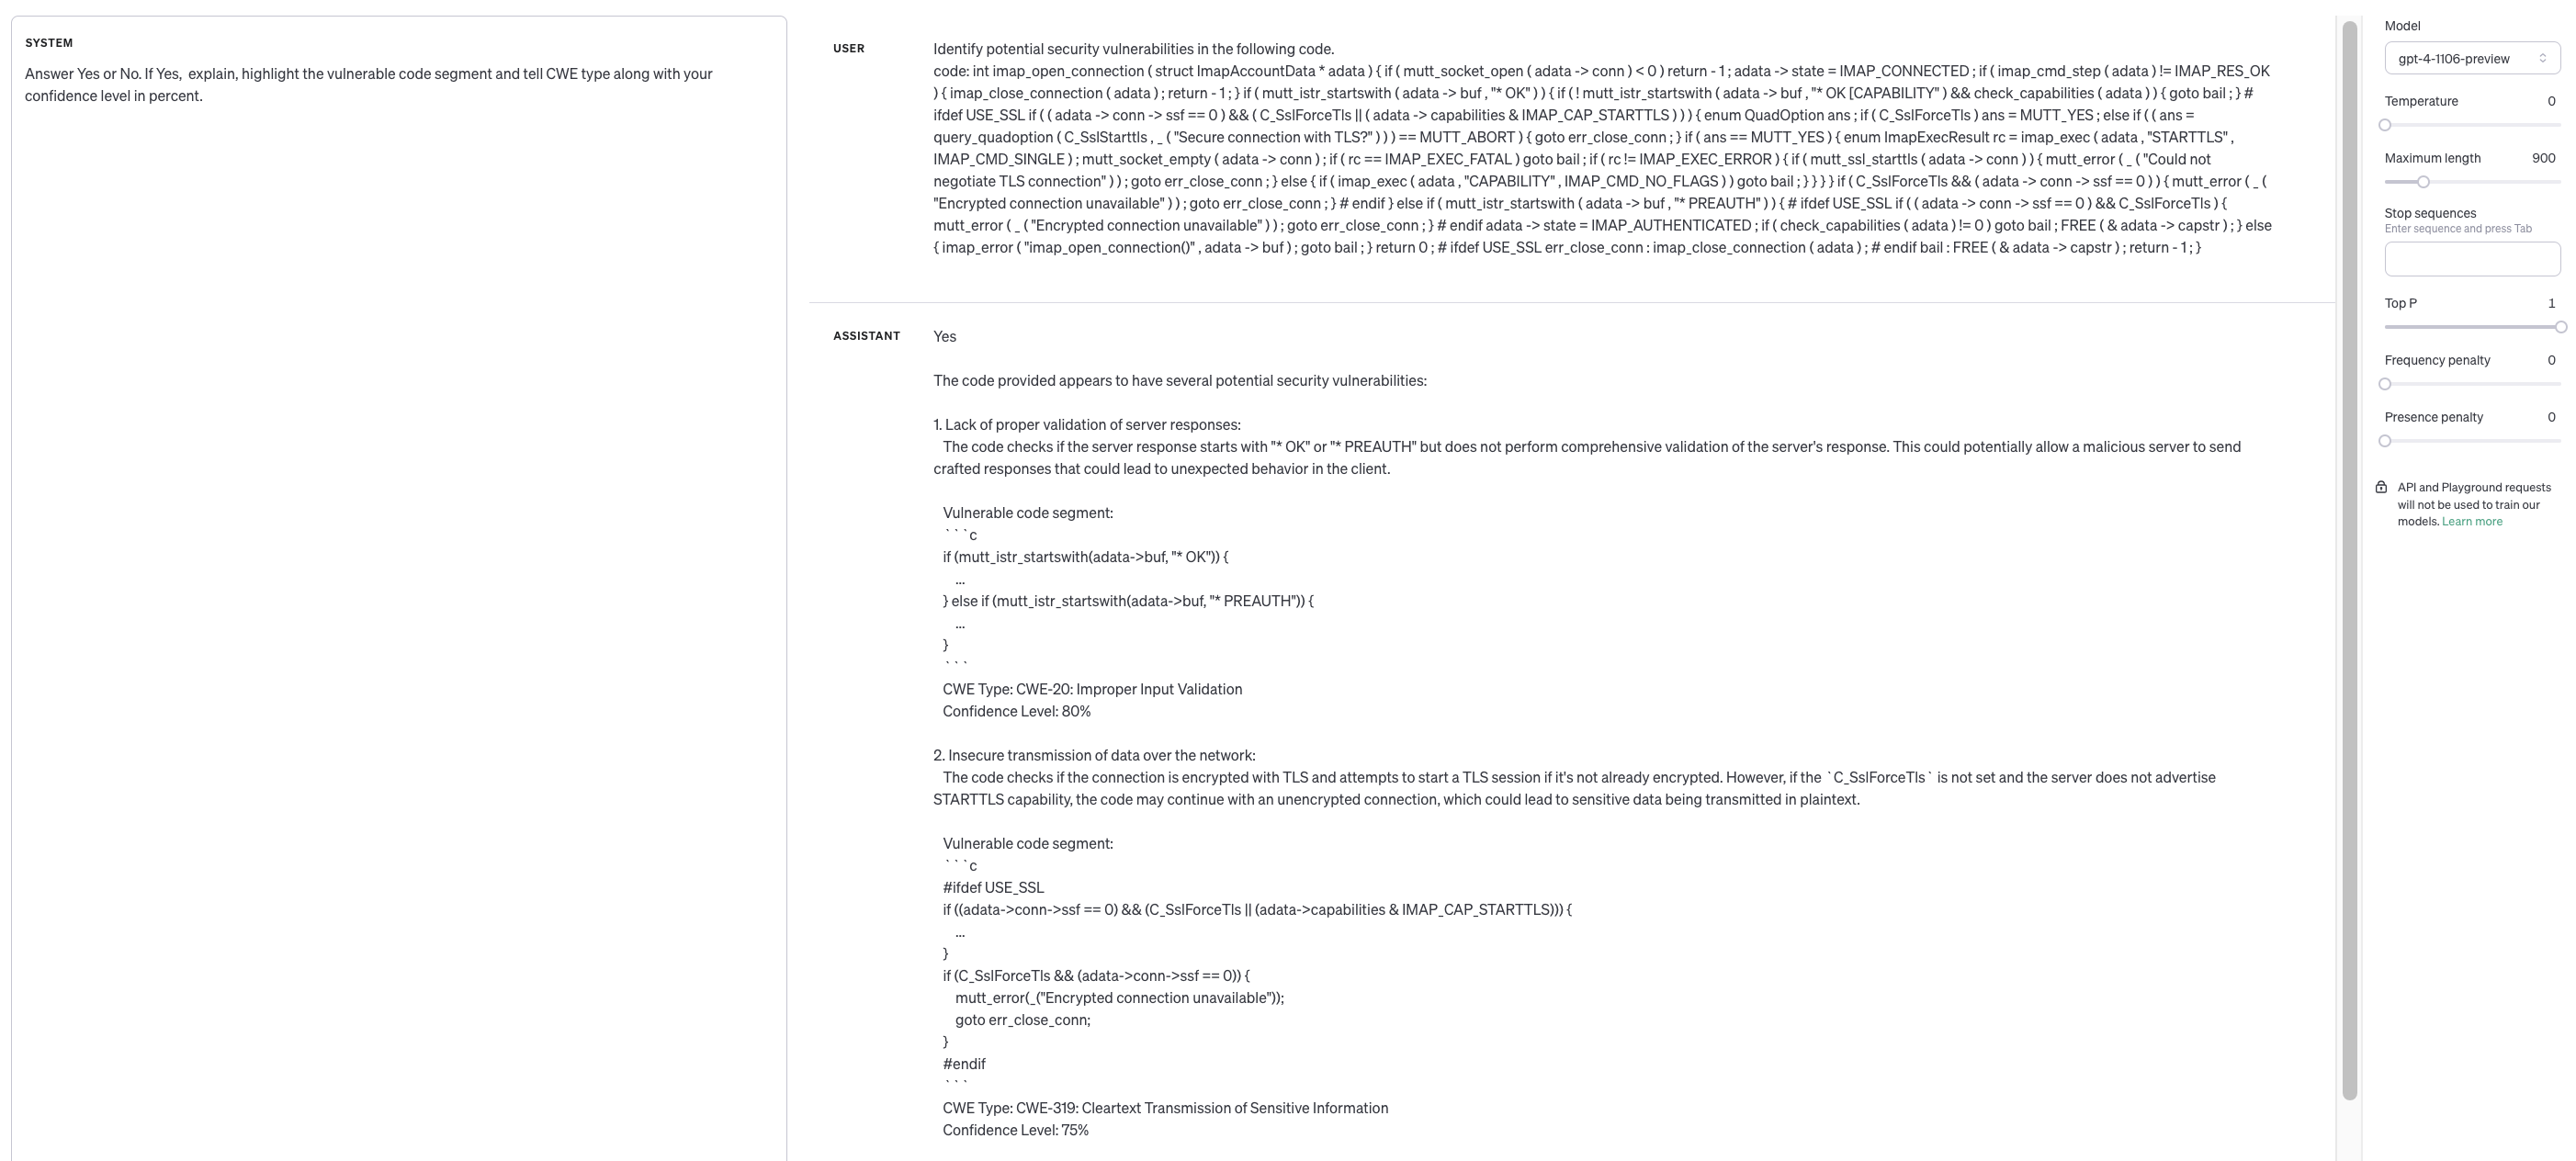 SYSTEM
Answer Yes or No. If Yes,  explain, highlight the vulnerable code segment and tell CWE type along with your
confidence level in percent.
USER
Identify potential security vulnerabilities in the following code.
code: int imap_open_connection ( struct ImapAccountData * adata ) { if ( mutt_socket_open ( adata -> conn ) < 0 ) return - 1 ; adata -> state = IMAP_CONNECTED ; if ( imap_cmd_step ( adata ) != IMAP_RES_OK
) { imap_close_connection ( adata ) ; return - 1 ; } if ( mutt_istr_startswith ( adata -> buf , "* OK" ) ) { if ( ! mutt_istr_startswith ( adata -> buf , "* OK [CAPABILITY" ) && check_capabilities ( adata ) ) { goto bail ; } #
ifdef USE_SSL if ( ( adata -> conn -> ssf == 0 ) && ( C_SslForceTls || ( adata -> capabilities & IMAP_CAP_STARTTLS ) ) ) { enum QuadOption ans ; if ( C_SslForceTls ) ans = MUTT_YES ; else if ( ( ans =
query_quadoption ( C_SslStarttls , _ ( "Secure connection with TLS?" ) ) ) == MUTT_ABORT ) { goto err_close_conn ; } if ( ans == MUTT_YES ) { enum ImapExecResult rc = imap_exec ( adata , "STARTTLS" ,
IMAP_CMD_SINGLE ) ; mutt_socket_empty ( adata -> conn ) ; if ( rc == IMAP_EXEC_FATAL ) goto bail ; if ( rc != IMAP_EXEC_ERROR ) { if ( mutt_ssl_starttls ( adata -> conn ) ) { mutt_error ( _ ( "Could not
negotiate TLS connection" ) ) ; goto err_close_conn ; } else { if ( imap_exec ( adata , "CAPABILITY" , IMAP_CMD_NO_FLAGS ) ) goto bail ; } } } } if ( C_SslForceTls && ( adata -> conn -> ssf == 0 ) ) { mutt_error ( _ (
"Encrypted connection unavailable" ) ) ; goto err_close_conn ; } # endif } else if ( mutt_istr_startswith ( adata -> buf , "* PREAUTH" ) ) { # ifdef USE_SSL if ( ( adata -> conn -> ssf == 0 ) && C_SslForceTls ) {
mutt_error ( _ ( "Encrypted connection unavailable" ) ) ; goto err_close_conn ; } # endif adata -> state = IMAP_AUTHENTICATED ; if ( check_capabilities ( adata ) != 0 ) goto bail ; FREE ( & adata -> capstr ) ; } else
{ imap_error ( "imap_open_connection()" , adata -> buf ) ; goto bail ; } return 0 ; # ifdef USE_SSL err_close_conn : imap_close_connection ( adata ) ; # endif bail : FREE ( & adata -> capstr ) ; return - 1 ; }
ASSISTANT
Yes
The code provided appears to have several potential security vulnerabilities:
1. Lack of proper validation of server responses:
The code checks if the server response starts with "* OK" or "* PREAUTH" but does not perform comprehensive validation of the server's response. This could potentially allow a malicious server to send
crafted responses that could lead to unexpected behavior in the client.
Vulnerable code segment:
```c
if (mutt_istr_startswith(adata->buf, "* OK")) {
...
} else if (mutt_istr_startswith(adata->buf, "* PREAUTH")) {
...
}
```
CWE Type: CWE-20: Improper Input Validation
Confidence Level: 80%
2. Insecure transmission of data over the network:
The code checks if the connection is encrypted with TLS and attempts to start a TLS session if it's not already encrypted. However, if the `C_SslForceTls` is not set and the server does not advertise
STARTTLS capability, the code may continue with an unencrypted connection, which could lead to sensitive data being transmitted in plaintext.
Vulnerable code segment:
```c
#ifdef USE_SSL
if ((adata->conn->ssf == 0) && (C_SslForceTls || (adata->capabilities & IMAP_CAP_STARTTLS))) {
...
}
if (C_SslForceTls && (adata->conn->ssf == 0)) {
mutt_error(_("Encrypted connection unavailable"));
goto err_close_conn;
}
#endif
```
CWE Type: CWE-319: Cleartext Transmission of Sensitive Information
Confidence Level: 75%
Model
gpt-4-1106-preview
Temperature 0
Maximum length 900
Stop sequences
Enter sequence and press Tab
Top P 1
Frequency penalty 0
Presence penalty 0
API and Playground requests
will not be used to train our
models. Learn more